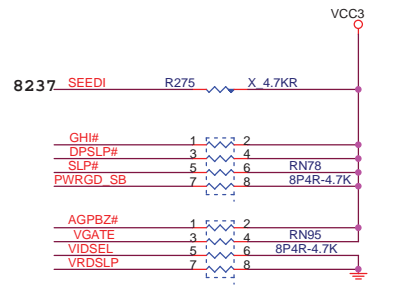 VCC3
8237 SEEDI R275 X_4.7KR
GHI# 1 2
DPSLP# 3 4
SLP# 5 6 RN78
PWRGD_SB 7 8 8P4R-4.7K
AGPBZ# 1 2
VGATE 3 4 RN95
VIDSEL 5 6 8P4R-4.7K
VRDSLP 7 8